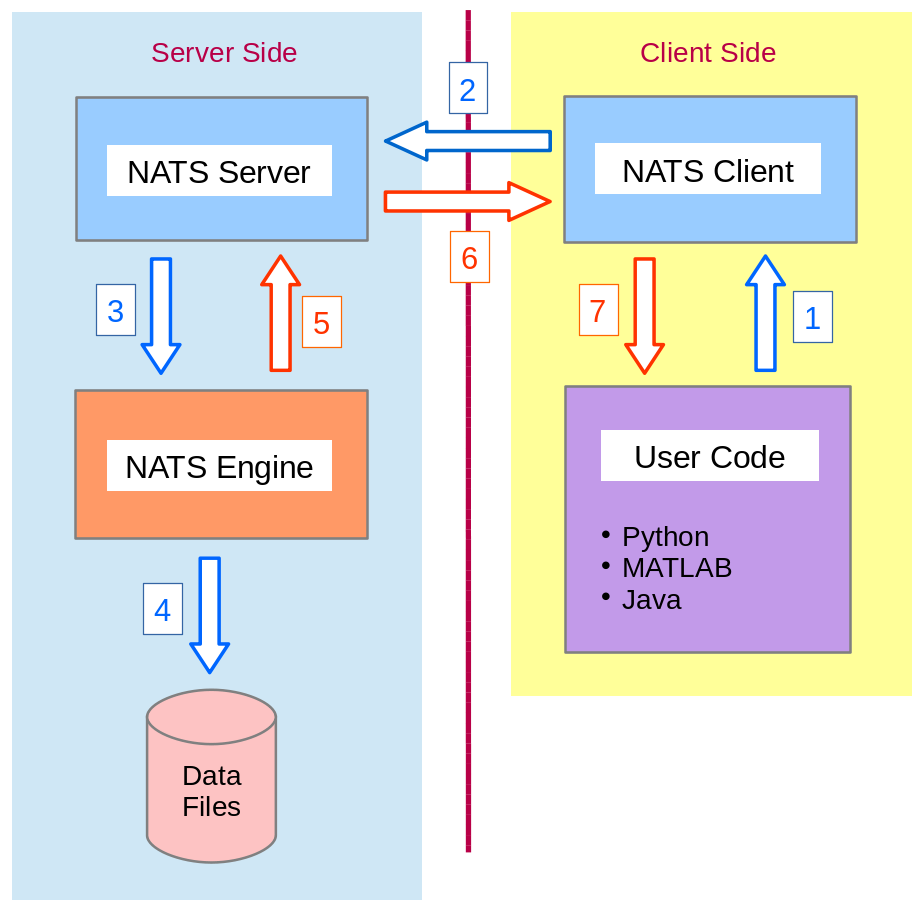 Server Side
Client Side
2
NATS Server
NATS Client
6
3
5
7
1
NATS Engine
User Code
• Python
• MATLAB
• Java
4
Data
Files